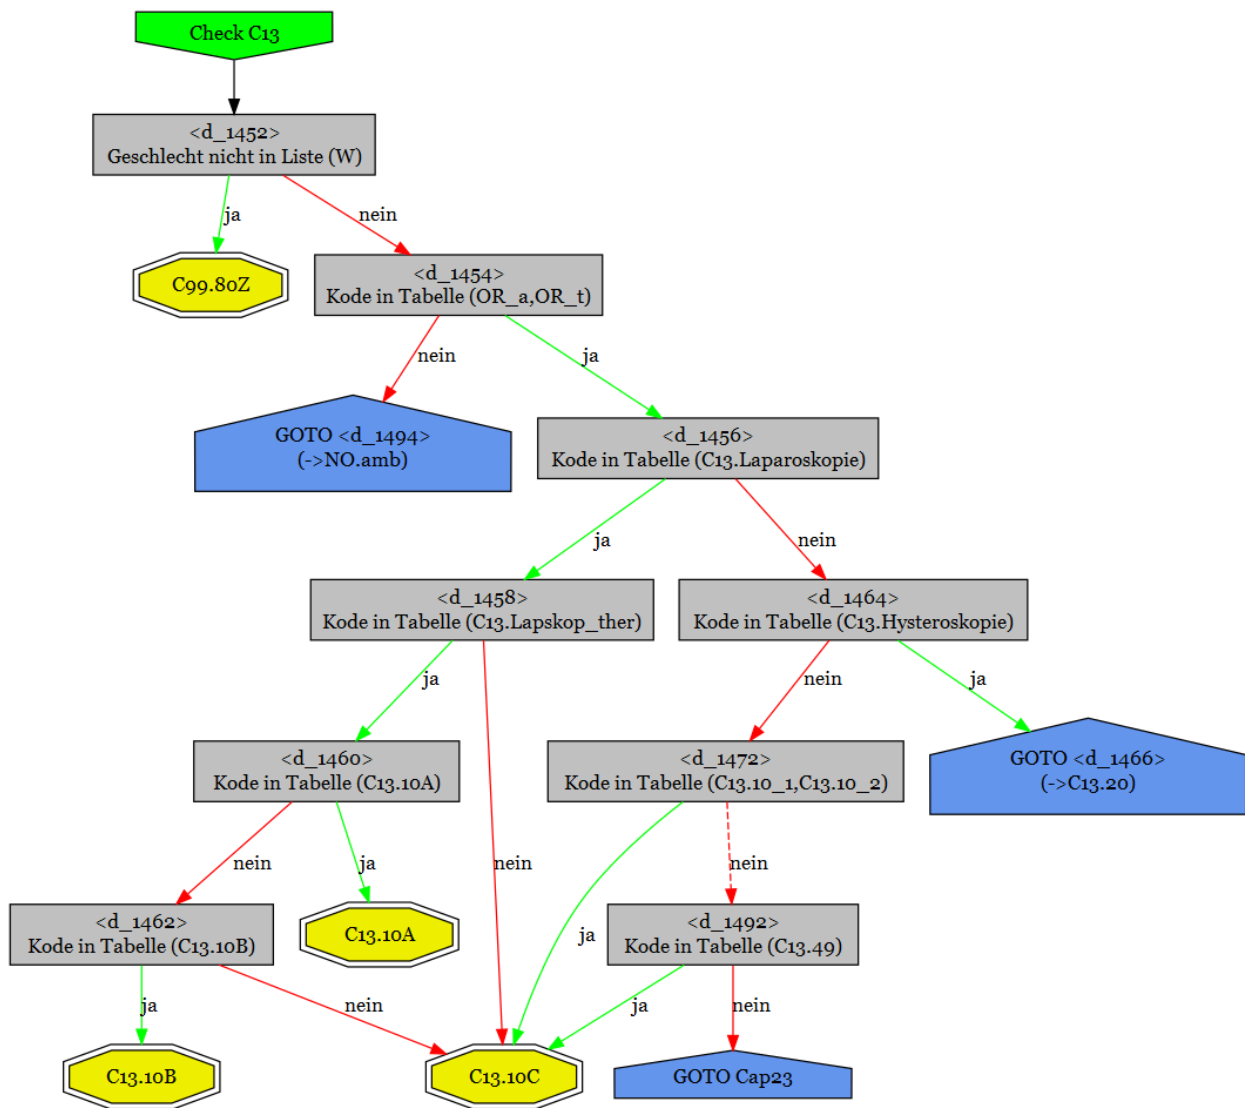 Check C13
<d_1452>
Geschlecht nicht in Liste (W)
ja
nein
C99.80Z
<d_1454>
Kode in Tabelle (OR_a,OR_t)
nein
ja
GOTO <d_1494>
(->NO.amb)
<d_1456>
Kode in Tabelle (C13.Laparoskopie)
ja
nein
<d_1458>
Kode in Tabelle (C13.Lapskop_ther)
<d_1464>
Kode in Tabelle (C13.Hysteroskopie)
ja
nein
ja
<d_1460>
Kode in Tabelle (C13.10A)
<d_1472>
Kode in Tabelle (C13.10_1,C13.10_2)
GOTO <d_1466>
(->C13.20)
nein
ja
nein
nein
<d_1462>
Kode in Tabelle (C13.10B)
C13.10A
ja
<d_1492>
Kode in Tabelle (C13.49)
ja
nein
ja
nein
C13.10B
C13.10C
GOTO Cap23